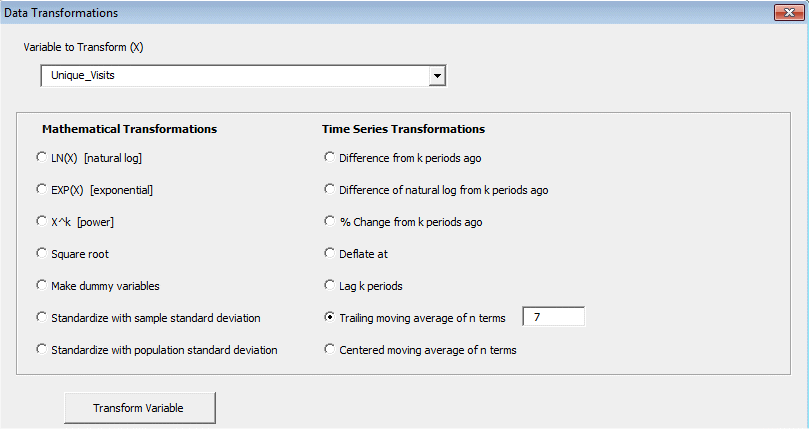 Data Transformations
Variable to Transform (X)
Unique_Visits
Mathematical Transformations
LN(X) [natural log]
EXP(X) [exponential]
X^k [power]
Square root
Make dummy variables
Standardize with sample standard deviation
Standardize with population standard deviation
Time Series Transformations
Difference from k periods ago
Difference of natural log from k periods ago
% Change from k periods ago
Deflate at
Lag k periods
Trailing moving average of n terms 7
Centered moving average of n terms
Transform Variable